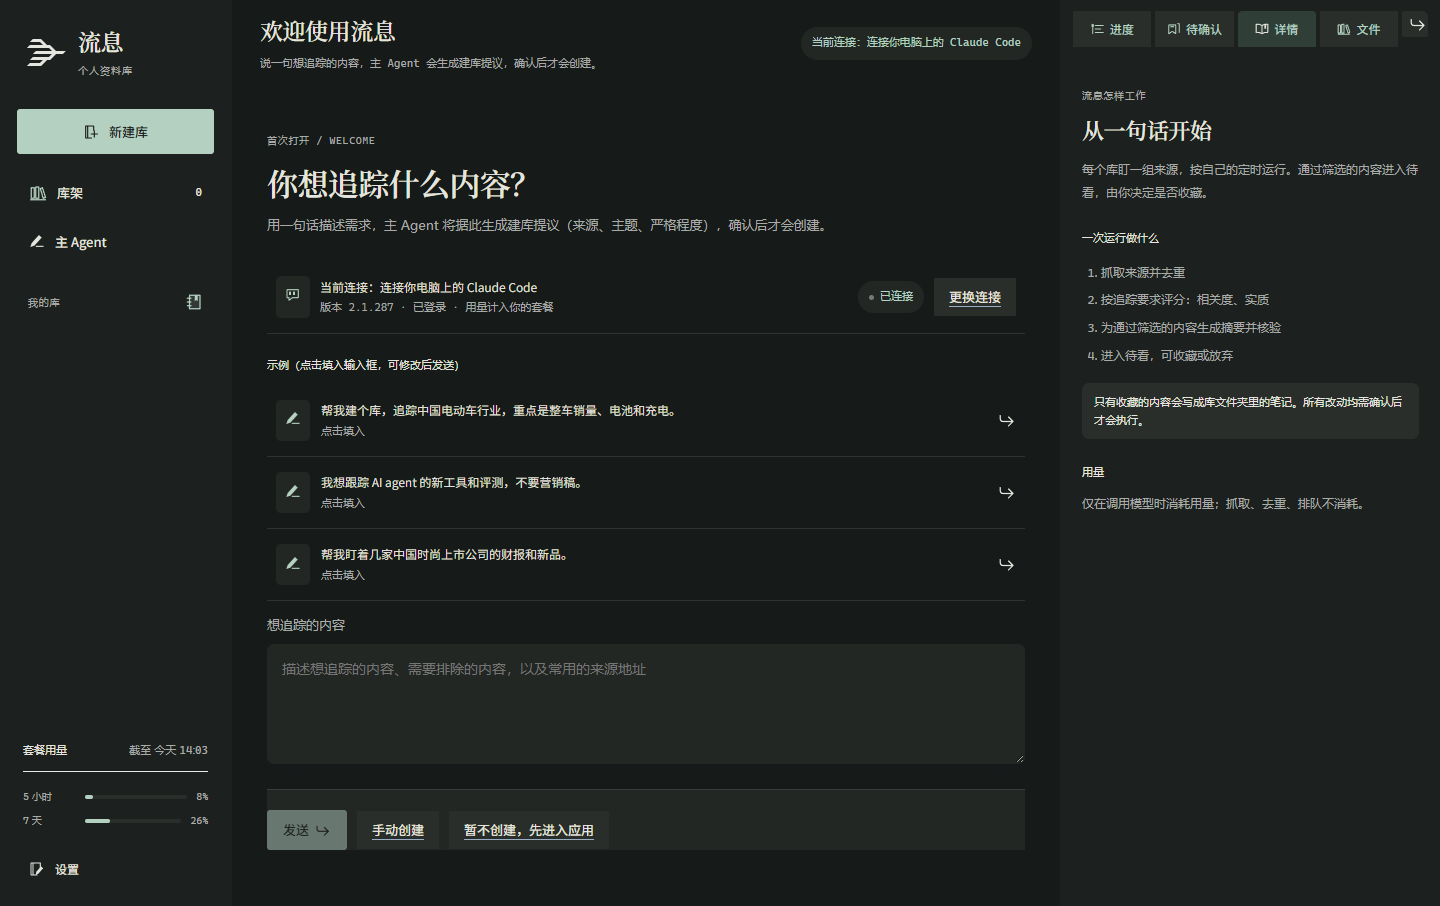 流息
个人资料库
新建库
库架 0
主 Agent
我的库
套餐用量 截至 今天 14:03
5 小时 8%
7 天 26%
设置
欢迎使用流息
说一句想追踪的内容，主 Agent 会生成建库提议，确认后才会创建。
当前连接：连接你电脑上的 Claude Code
首次打开 / WELCOME
你想追踪什么内容？
用一句话描述需求，主 Agent 将据此生成建库提议（来源、主题、严格程度），确认后才会创建。
当前连接：连接你电脑上的 Claude Code
版本 2.1.287 · 已登录 · 用量计入你的套餐
已连接
更换连接
示例（点击填入输入框，可修改后发送）
帮我建个库，追踪中国电动车行业，重点是整车销量、电池和充电。
点击填入
我想跟踪 AI agent 的新工具和评测，不要营销稿。
点击填入
帮我盯着几家中国时尚上市公司的财报和新品。
点击填入
想追踪的内容
描述想追踪的内容、需要排除的内容，以及常用的来源地址
发送
手动创建
暂不创建，先进入应用
进度
待确认
详情
文件
流息怎样工作
从一句话开始
每个库盯一组来源，按自己的定时运行。通过筛选的内容进入待
看，由你决定是否收藏。
一次运行做什么
1. 抓取来源并去重
2. 按追踪要求评分：相关度、实质
3. 为通过筛选的内容生成摘要并核验
4. 进入待看，可收藏或放弃
只有收藏的内容会写成库文件夹里的笔记。所有改动均需确认后
才会执行。
用量
仅在调用模型时消耗用量；抓取、去重、排队不消耗。